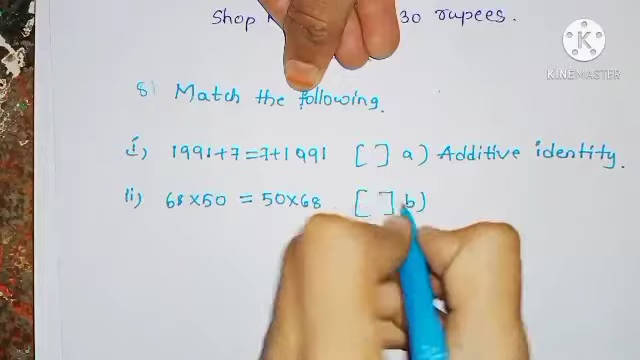 Shop 30 rupees.
KINEMASTER
8) Match the following.
i) 1991+7=7+1991 [ ] a) Additive identity.
ii) 68×50 = 50×68 [ ] b)